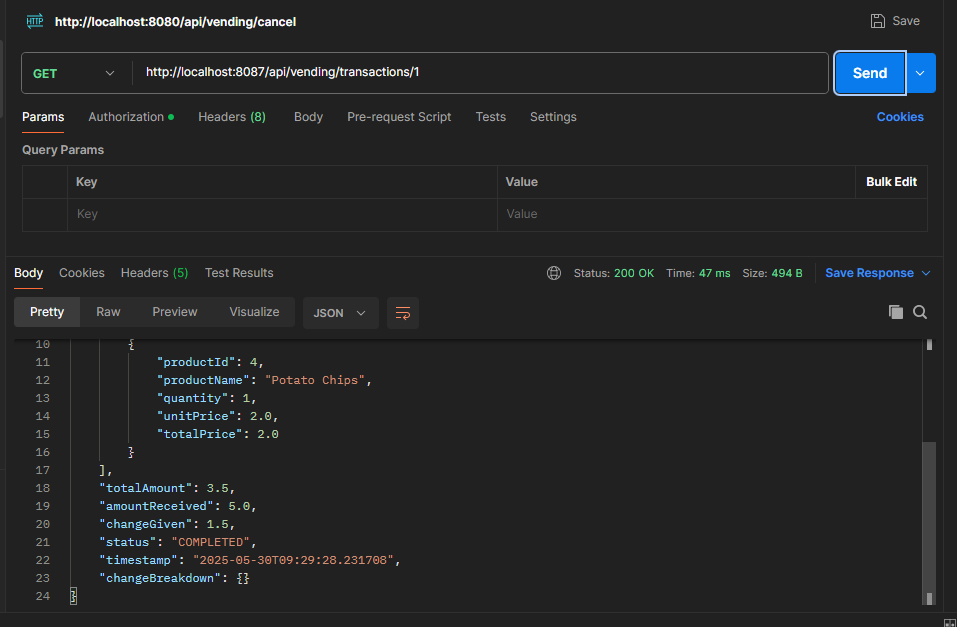 HTTP http://localhost:8080/api/vending/cancel Save
GET http://localhost:8087/api/vending/transactions/1 Send
Params Authorization Headers (8) Body Pre-request Script Tests Settings Cookies
Query Params
Key Value Bulk Edit
Key Value
Body Cookies Headers (5) Test Results Status: 200 OK Time: 47 ms Size: 494 B Save Response
Pretty Raw Preview Visualize JSON
10 {
11 "productId": 4,
12 "productName": "Potato Chips",
13 "quantity": 1,
14 "unitPrice": 2.0,
15 "totalPrice": 2.0
16 }
17 ],
18 "totalAmount": 3.5,
19 "amountReceived": 5.0,
20 "changeGiven": 1.5,
21 "status": "COMPLETED",
22 "timestamp": "2025-05-30T09:29:28.231708",
23 "changeBreakdown": {}
24 }